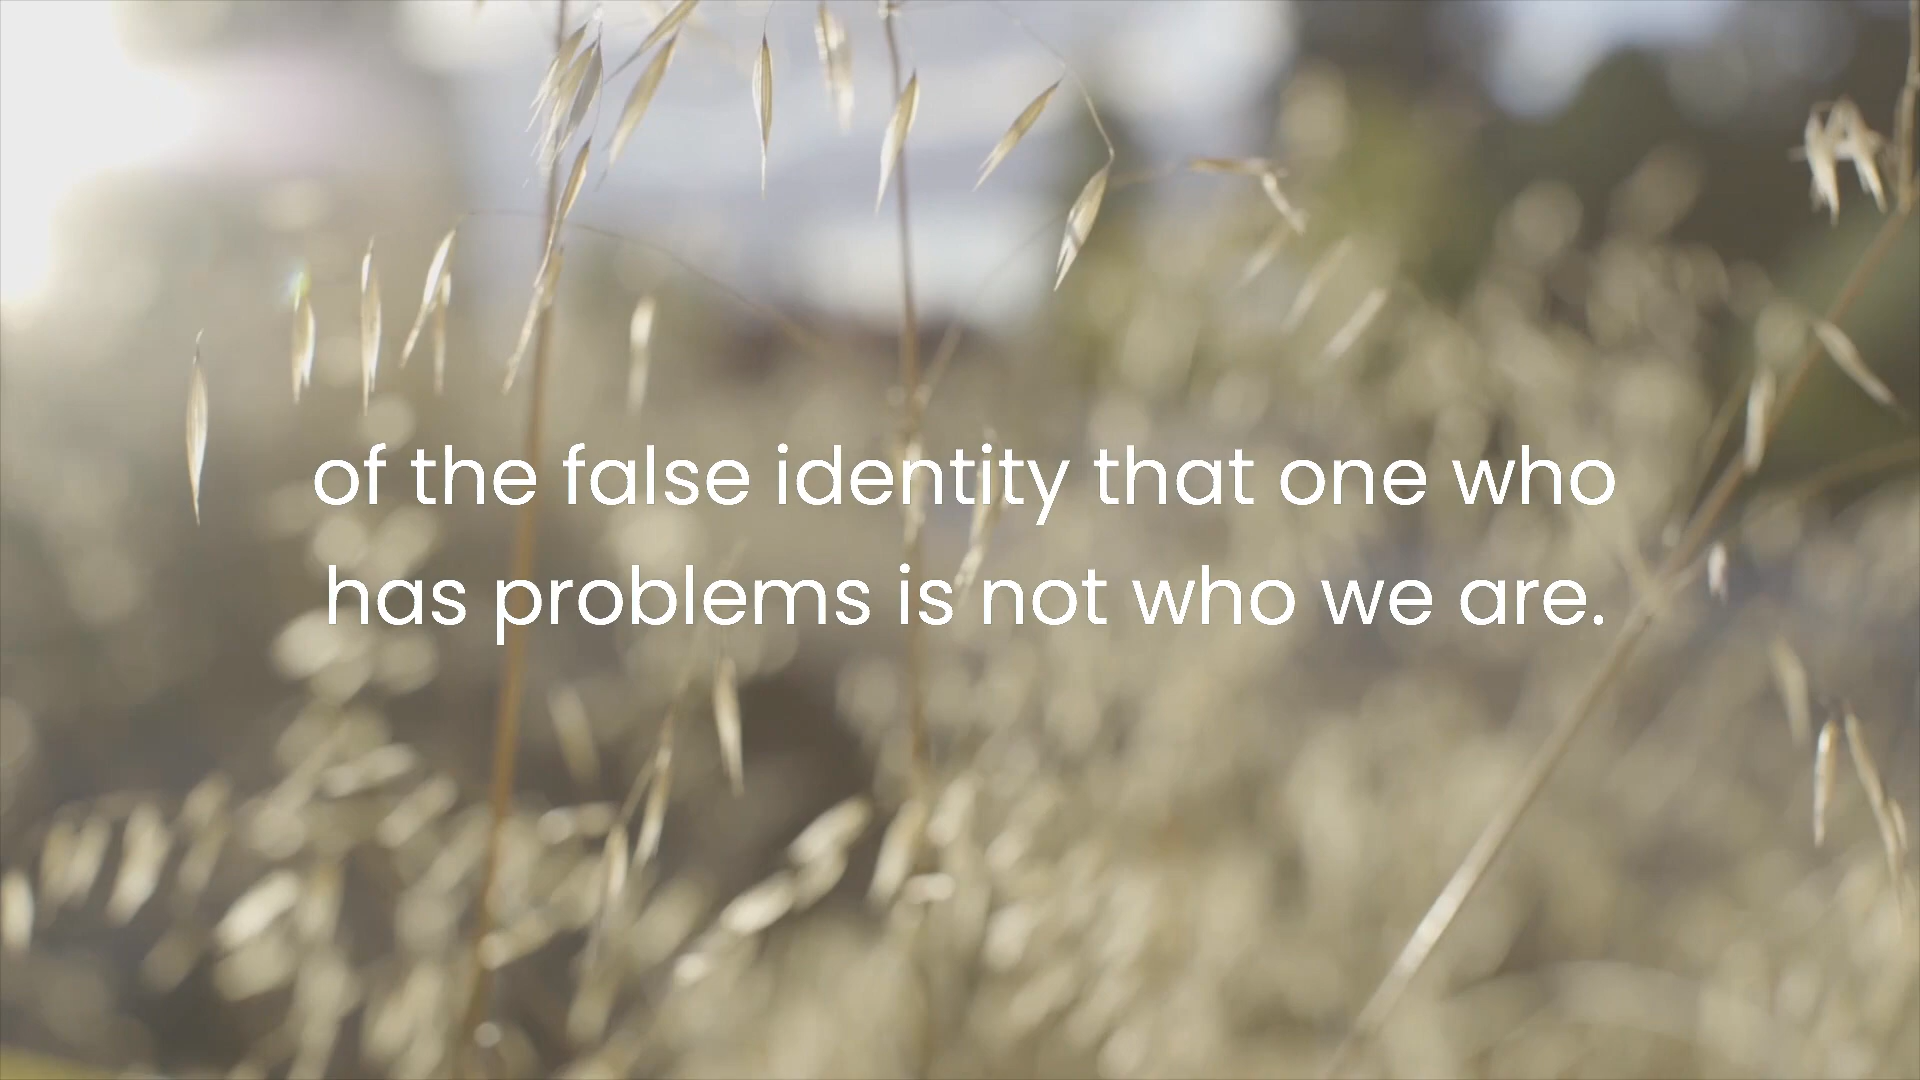 of the false identity that one who
has problems is not who we are.